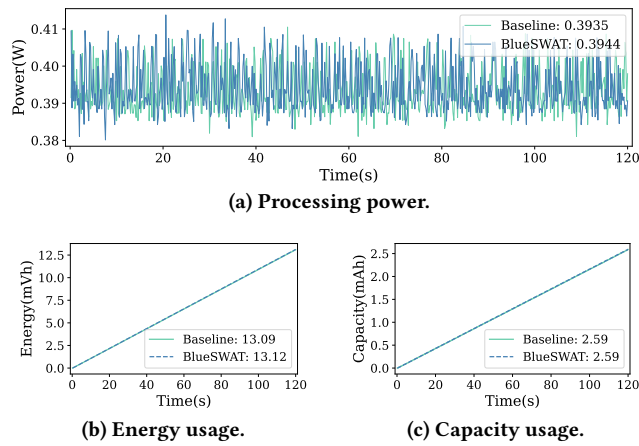 Power(W)
0.41
0.40
0.39
0.38
Baseline: 0.3935
BlueSWAT: 0.3944
0 20 40 60 80 100 120
Time(s)
(a) Processing power.
Energy(mVh)
12.5
10.0
7.5
5.0
2.5
0.0
Baseline: 13.09
BlueSWAT: 13.12
0 20 40 60 80 100 120
Time(s)
(b) Energy usage.
Capacity(mAh)
2.5
2.0
1.5
1.0
0.5
0.0
Baseline: 2.59
BlueSWAT: 2.59
0 20 40 60 80 100 120
Time(s)
(c) Capacity usage.